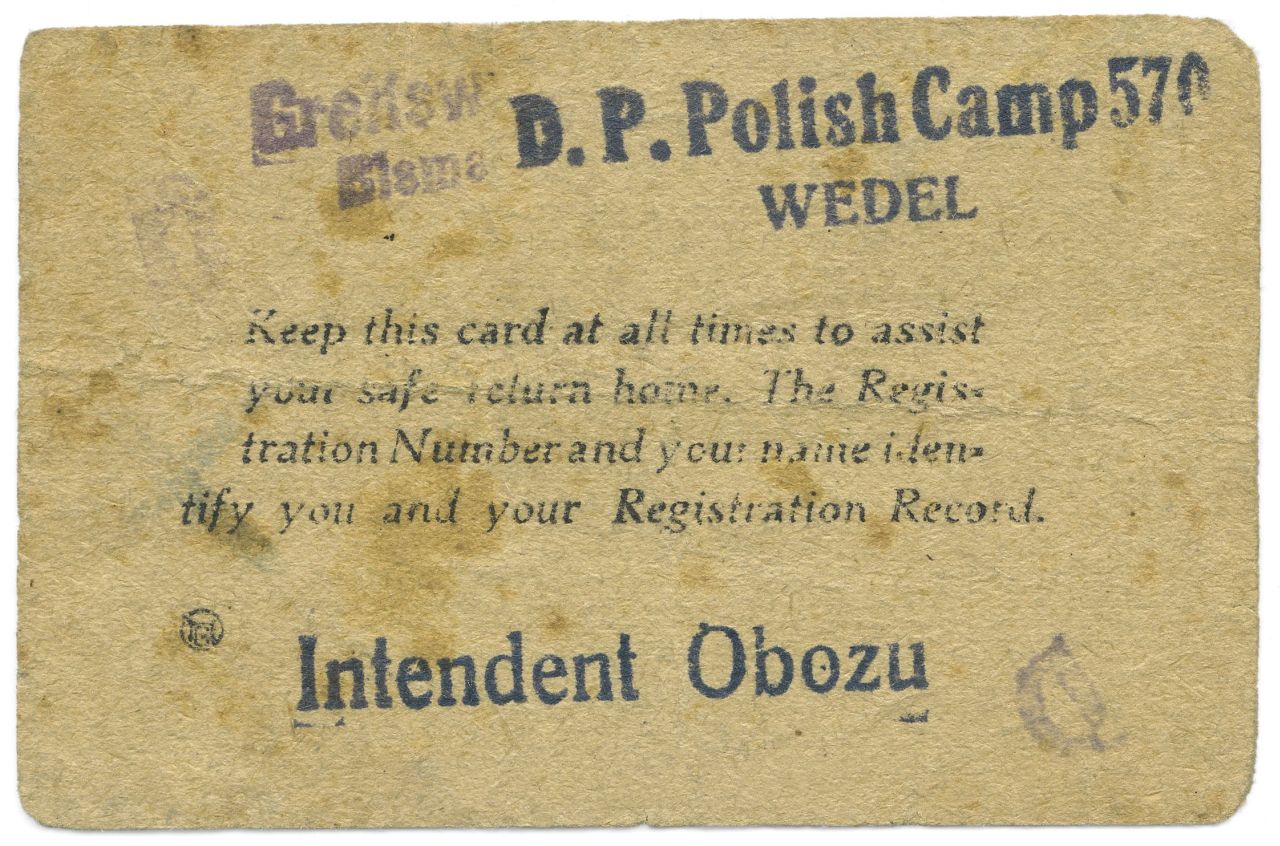 D. P. Polish Camp 570
WEDEL
Keep this card at all times to assist
your safe return home. The Regis=
tration Number and your name iden=
tify you and your Registration Record.
Intendent Obozu